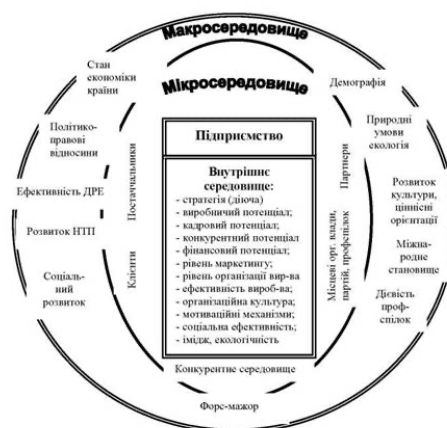 Макросередовище
Стан
економіки
країни
Мікросередовище
Демографія
Політико-
правові
відносини
Природні
умови
екологія
Ефективність ДРЕ
Розвиток НТП
Соціаль-
ний
розвиток
Постаччальники
Клієнти
Підприємство
Внутрішнє
середовище:
- стратегія (діюча)
- виробничий потенціал;
- кадровий потенціал;
- конкурентний потенціал
- фінансовий потенціал;
- рівень маркетингу;
- рівень організації вир-ва
- ефективність вироб-ва;
- організаційна культура;
- мотиваційні механізми;
- соціальна ефективність;
- імідж, екологічність
Партнери
Місцеві орг. влади,
партій, профспілок
Розвиток
культури,
ціннісні
орієнтації
Міжна-
родне
становище
Дієвість
проф-
спілок
Конкурентне середовище
Форс-мажор